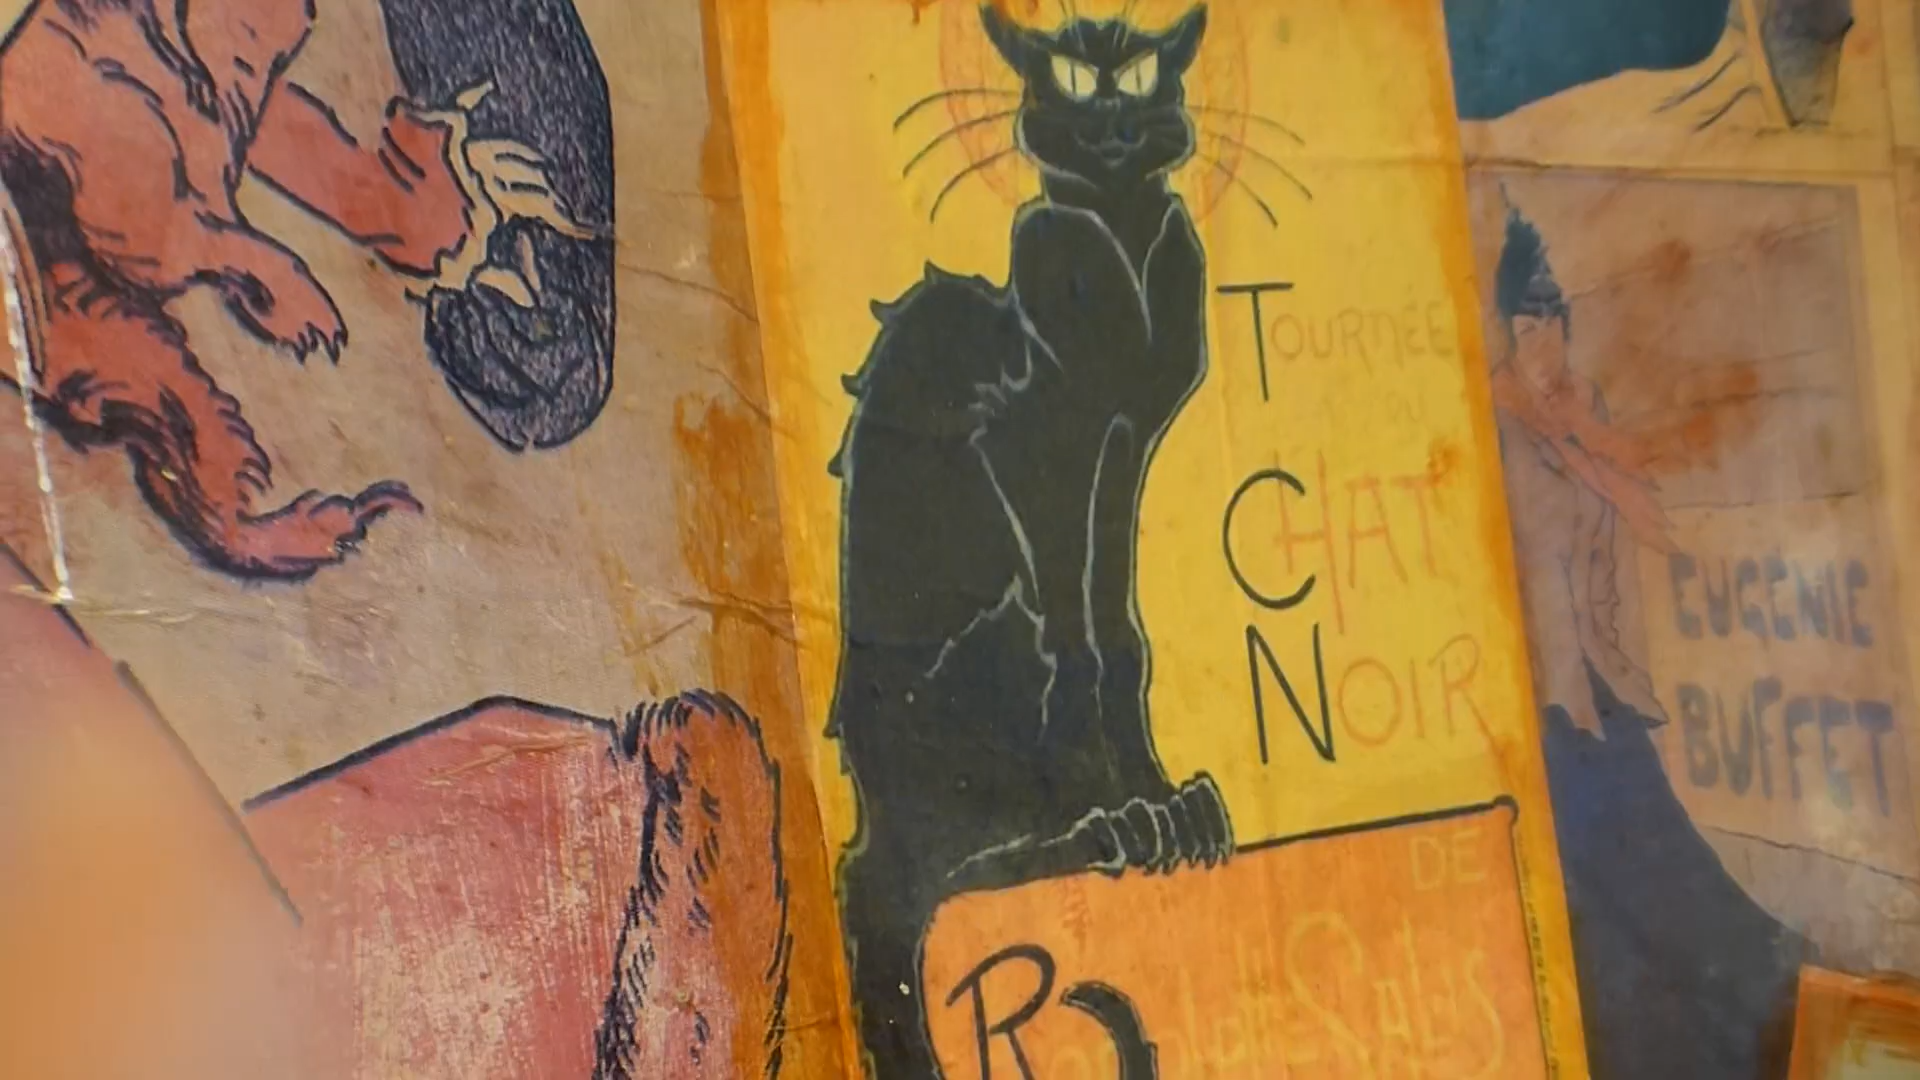 TOURNÉE
DU
CHAT
NOIR
DE
Rodolphe Salis
EUGENIE
BUFFET